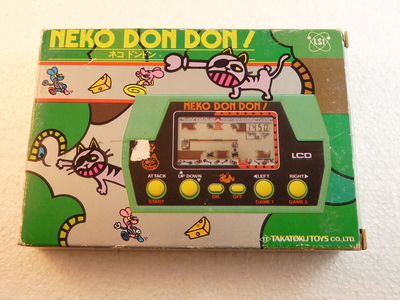 NEKO DON DON!
ネコ ドンドン
LSI
NEKO DON DON!
1950
LCD
ATTACK
UP DOWN
◀LEFT
RIGHT▶
START
ON
OFF
GAME 1
GAME 2
TAKATOKU TOYS CO.,LTD.